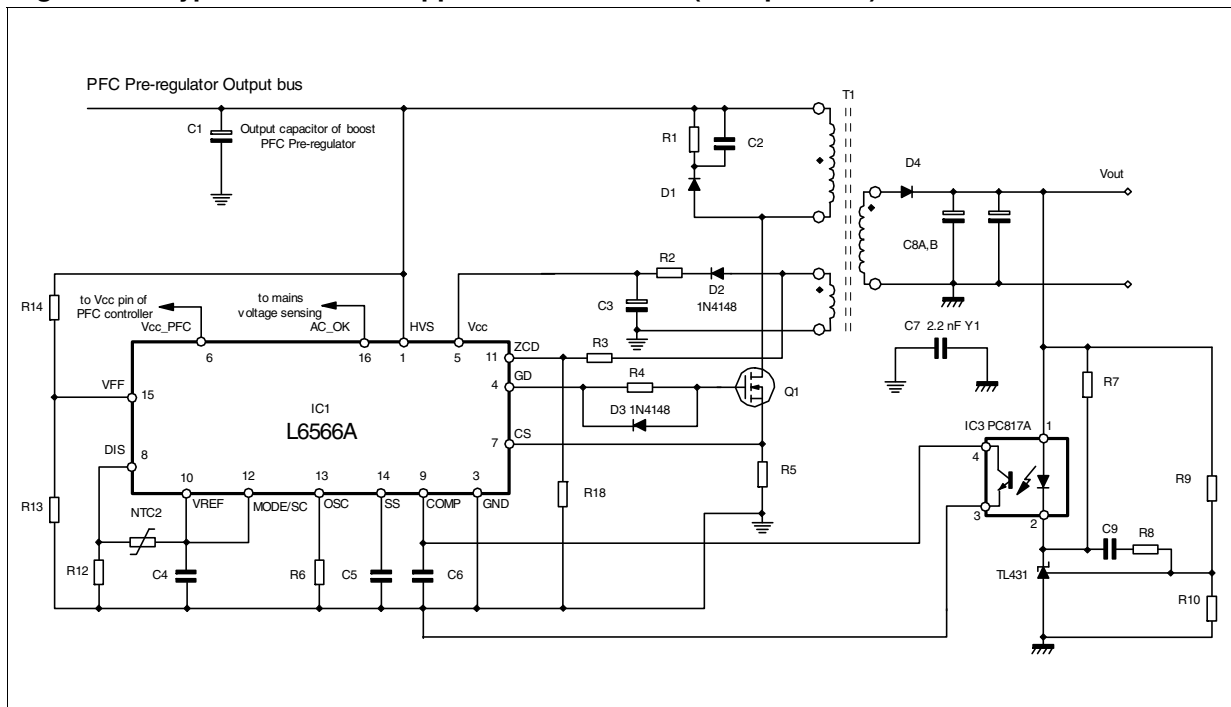 PFC Pre-regulator Output bus
T1
C1
Output capacitor of boost
PFC Pre-regulator
R1
C2
D4
Vout
D1
C8A,B
R2
D2
1N4148
C3
R14
to Vcc pin of
PFC controller
Vcc_PFC
to mains
voltage sensing
AC_OK
HVS
Vcc
C7 2.2 nF Y1
6
16
1
5
11
ZCD
R3
4
GD
R4
Q1
R7
VFF
15
IC1
L6566A
D3 1N4148
IC3 PC817A
1
DIS
8
7
CS
4
R5
R9
10
12
13
14
9
3
VREF
MODE/SC
OSC
SS
COMP
GND
R13
R18
3
2
NTC2
C9
R8
R12
C4
R6
C5
C6
TL431
R10